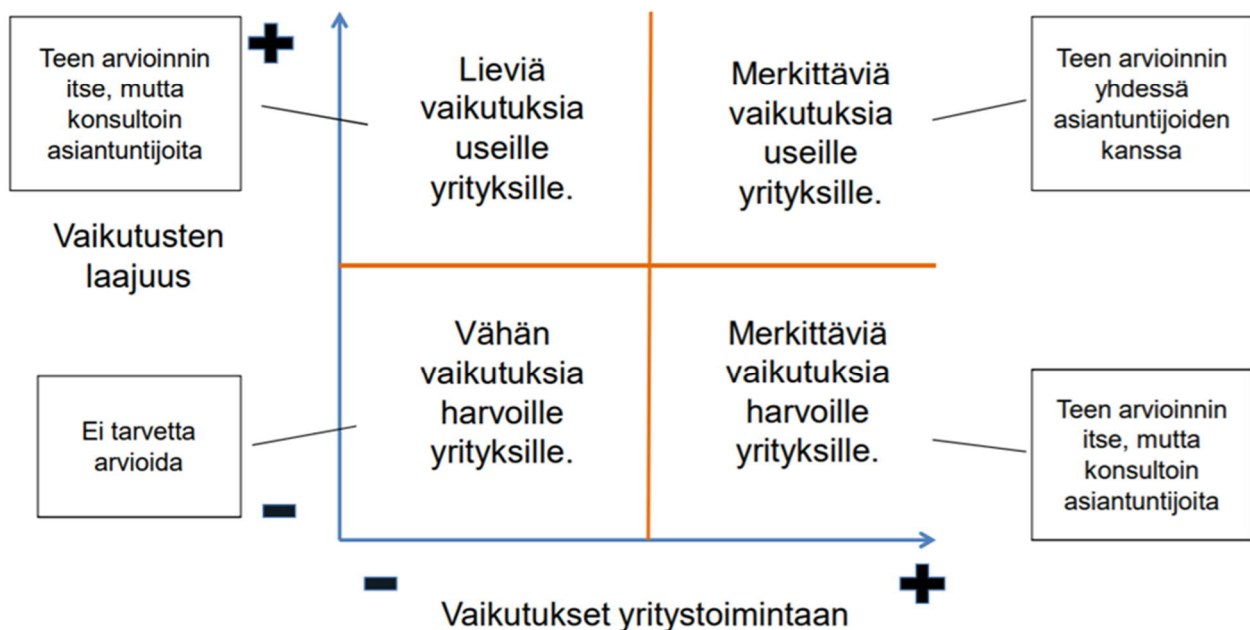 Teen arvioinnin
itse, mutta
konsultoin
asiantuntijoita
Lieviä
vaikutuksia
useille
yrityksille.
Merkittäviä
vaikutuksia
useille
yrityksille.
Teen arvioinnin
yhdessä
asiantuntijoiden
kanssa
Vaikutusten
laajuus
Ei tarvetta
arvioida
Vähän
vaikutuksia
harvoille
yrityksille.
Merkittäviä
vaikutuksia
harvoille
yrityksille.
Teen arvioinnin
itse, mutta
konsultoin
asiantuntijoita
Vaikutukset yritystoimintaan